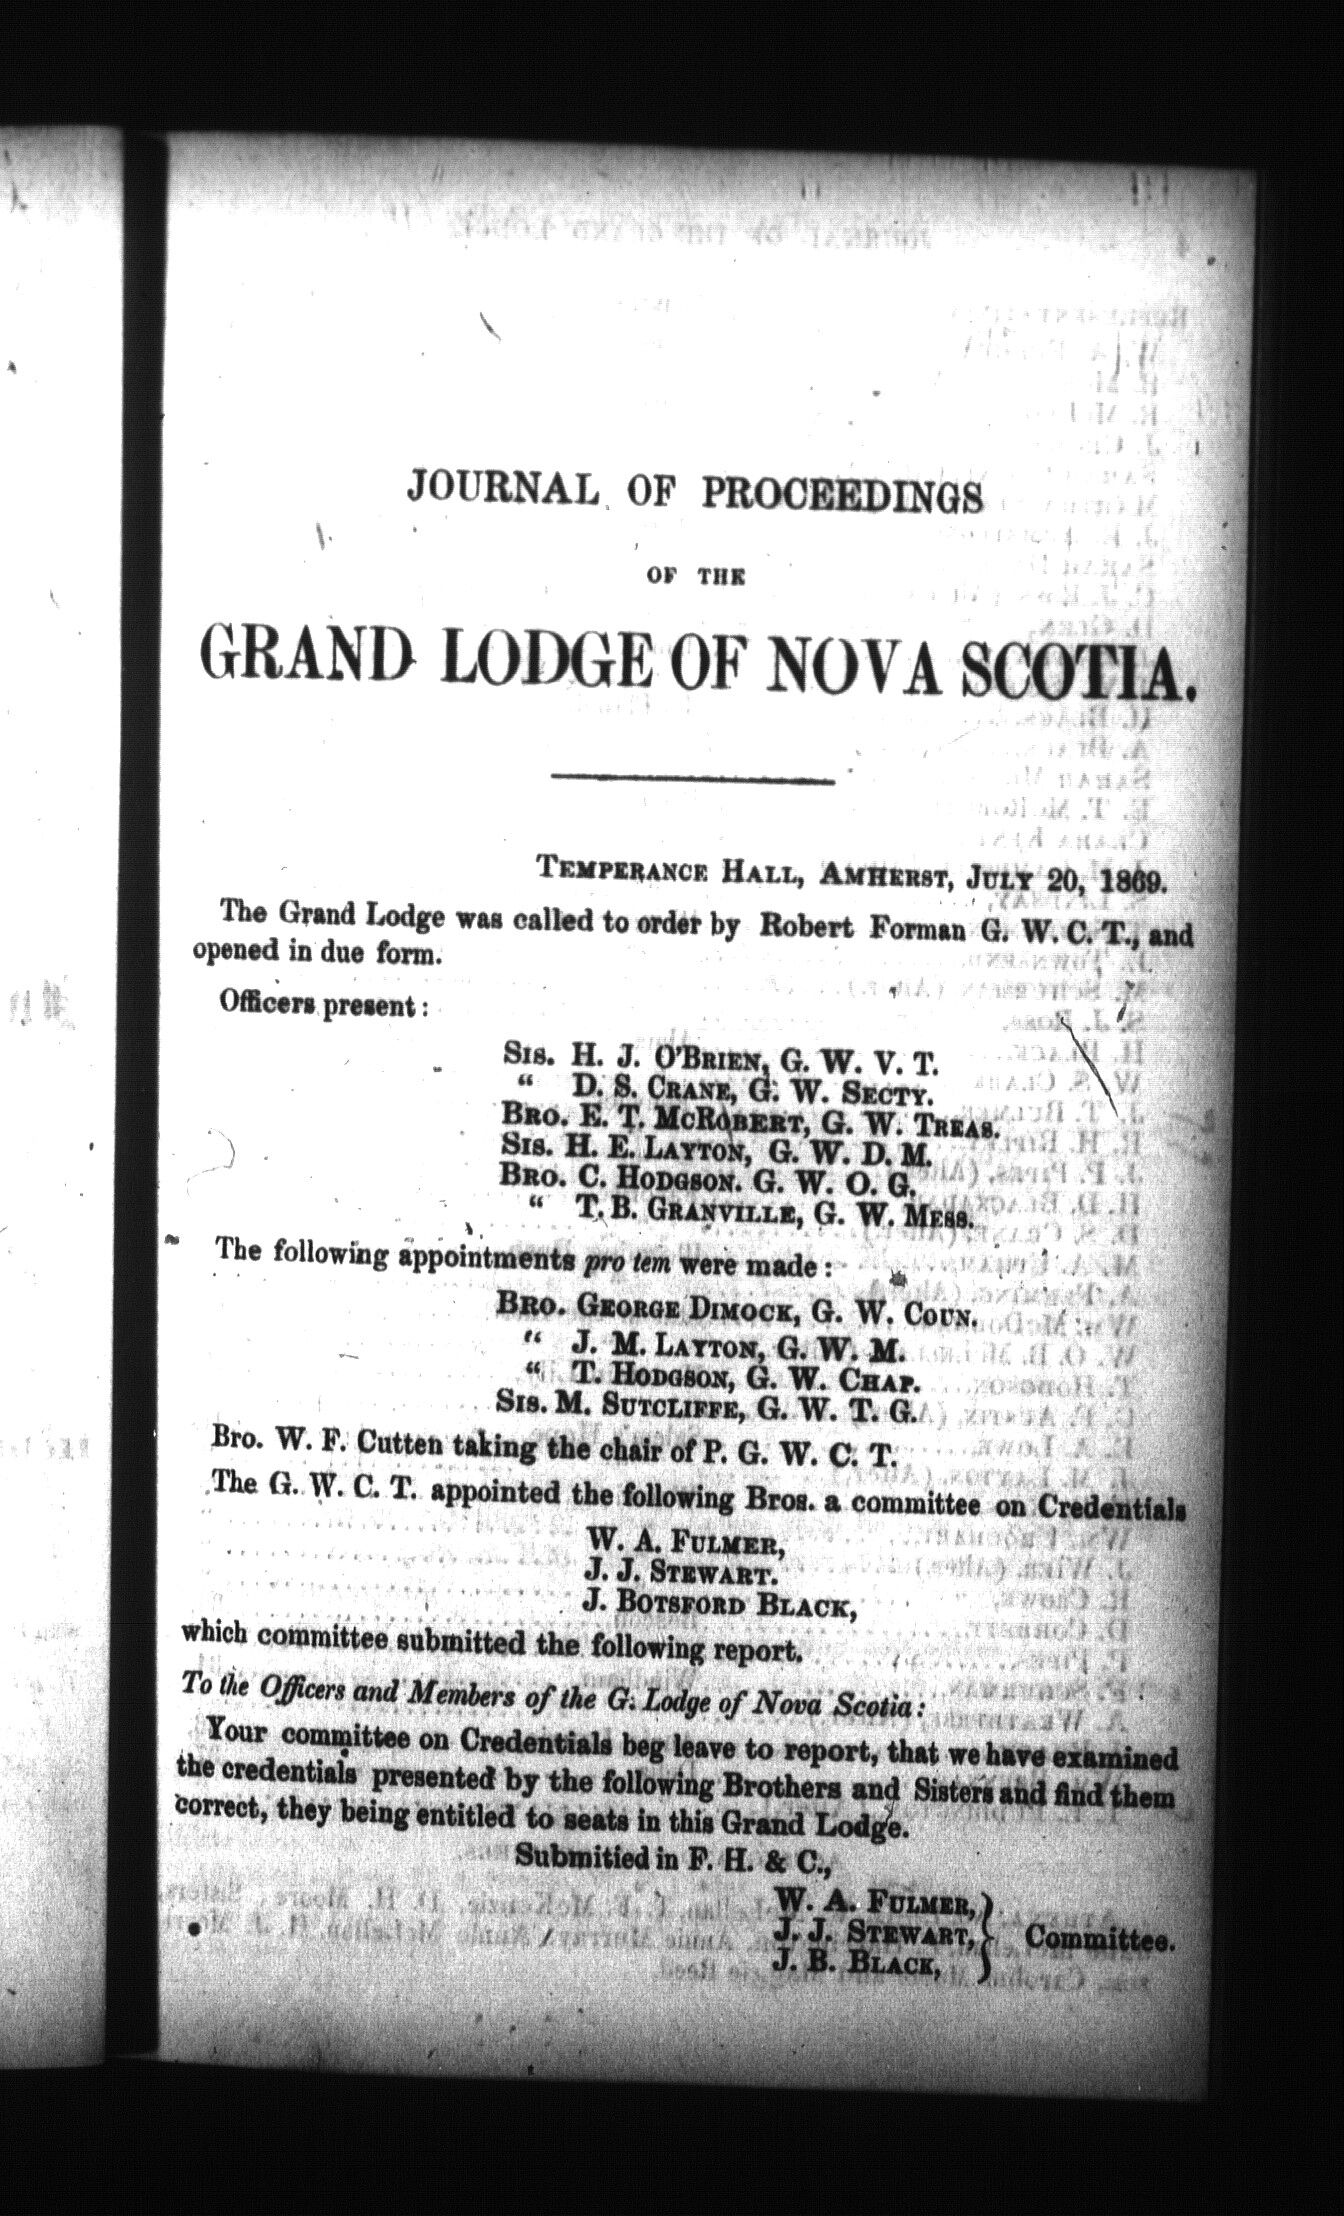 JOURNAL OF PROCEEDINGS
OF THE
GRAND LODGE OF NOVA SCOTIA.
TEMPERANCE HALL, AMHERST, JULY 20, 1869.
The Grand Lodge was called to order by Robert Forman G. W. C. T., and
opened in due form.
Officers present:
SIS. H. J. O'BRIEN, G. W. V. T.
" D. S. CRANE, G. W. SECTY.
BRO. E. T. MCROBERT, G. W. TREAS.
SIS. H. E. LAYTON, G. W. D. M.
BRO. C. HODGSON. G. W. O. G.
" T. B. GRANVILLE, G. W. MESS.
The following appointments pro tem were made:
BRO. GEORGE DIMOCK, G. W. COUN.
" J. M. LAYTON, G. W. M.
" T. HODGSON, G. W. CHAP.
SIS. M. SUTCLIFFE, G. W. T. G.
Bro. W. F. Cutten taking the chair of P. G. W. C. T.
The G. W. C. T. appointed the following Bros. a committee on Credentials
W. A. FULMER,
J. J. STEWART.
J. BOTSFORD BLACK,
which committee submitted the following report.
To the Officers and Members of the G. Lodge of Nova Scotia:
Your committee on Credentials beg leave to report, that we have examined
the credentials presented by the following Brothers and Sisters and find them
correct, they being entitled to seats in this Grand Lodge.
Submitied in F. H. & C.,
W. A. FULMER,
J. J. STEWART, } Committee.
J. B. BLACK,